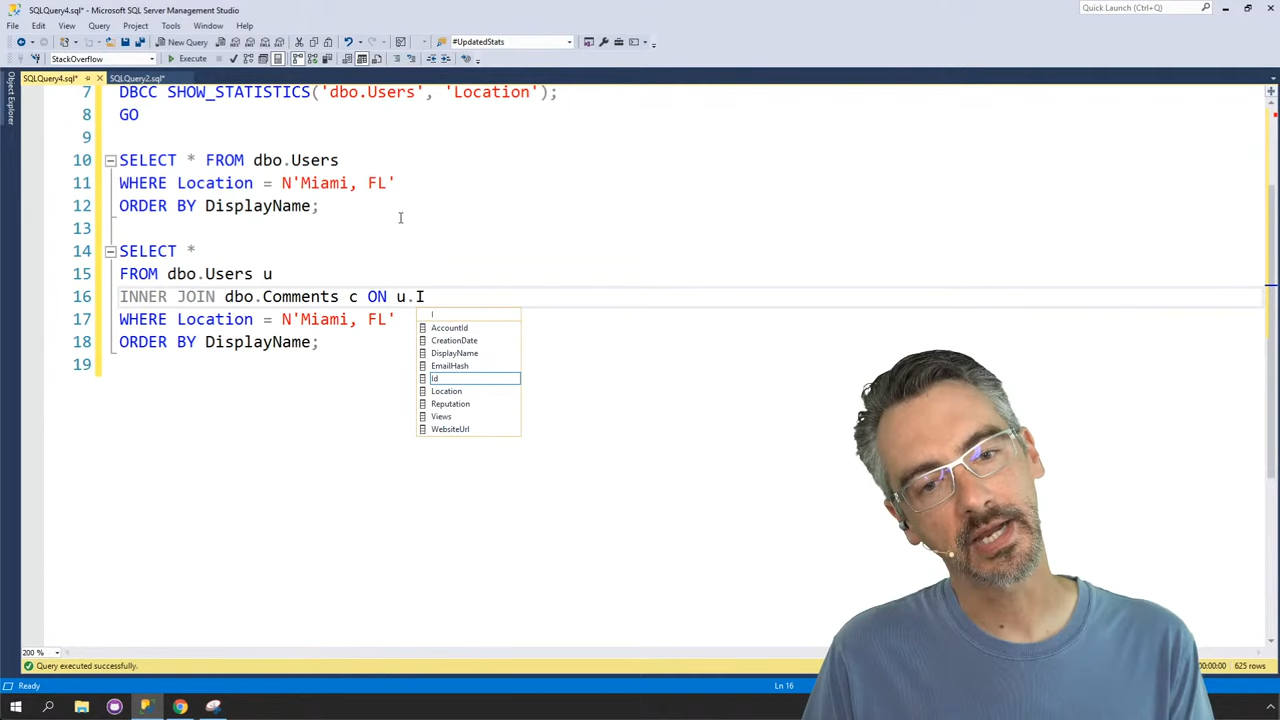 SQLQuery4.sql* - Microsoft SQL Server Management Studio
Quick Launch (Ctrl+Q)
File Edit View Query Project Tools Window Help
New Query
#UpdatedStats
StackOverflow
Execute
SQLQuery4.sql*
SQLQuery2.sql*
Object Explorer
7 DBCC SHOW_STATISTICS('dbo.Users', 'Location');
8 GO
9
10 SELECT * FROM dbo.Users
11 WHERE Location = N'Miami, FL'
12 ORDER BY DisplayName;
13
14 SELECT *
15 FROM dbo.Users u
16 INNER JOIN dbo.Comments c ON u.I
17 WHERE Location = N'Miami, FL'
18 ORDER BY DisplayName;
19
I
AccountId
CreationDate
DisplayName
EmailHash
Id
Location
Reputation
Views
WebsiteUrl
200 %
Query executed successfully.
:00:00
625 rows
Ready
Ln 16